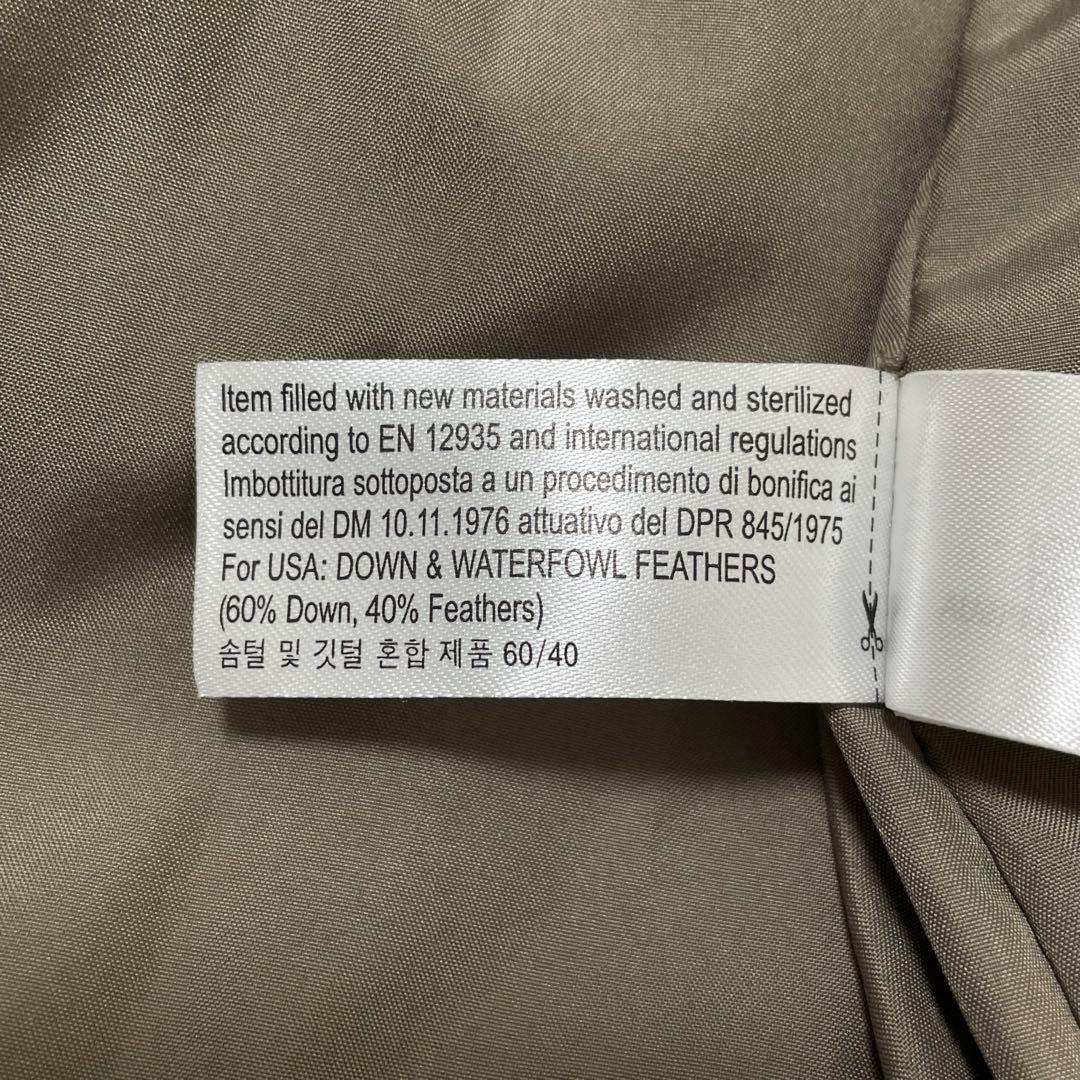 Item filled with new materials washed and sterilized
according to EN 12935 and international regulations
Imbottitura sottoposta a un procedimento di bonifica ai
sensi del DM 10.11.1976 attuativo del DPR 845/1975
For USA: DOWN & WATERFOWL FEATHERS
(60% Down, 40% Feathers)
솜털 및 깃털 혼합 제품 60/40